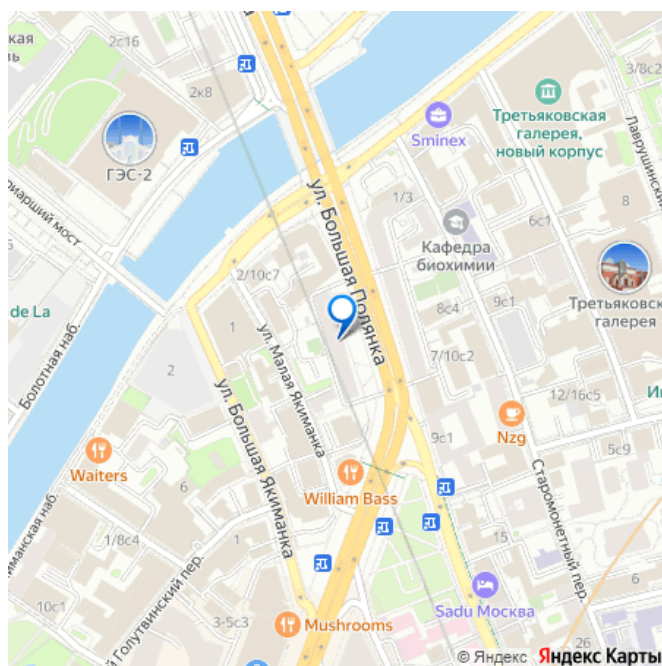 2с16
2к8
ГЭС-2
Sminex
Третьяковская
галерея,
новый корпус
3/8с2
Лаврушинский
ул. Большая Полянка
1/3
Кафедра
биохимии
6с1
8
2/10с7
8с4
9с1
Третьяковская
галерея
de La
Болотная наб.
1
ул. Малая Якиманка
7/10с2
2
ул. Большая Якиманка
12/16с5
Nzg
9с1
5с9
Waiters
William Bass
6
Старомонетный пер.
1/8с4
15
Голутвинский пер.
10с1
3-5с3
Sadu Москва
6
Mushrooms
26
© Яндекс Яндекс Карты